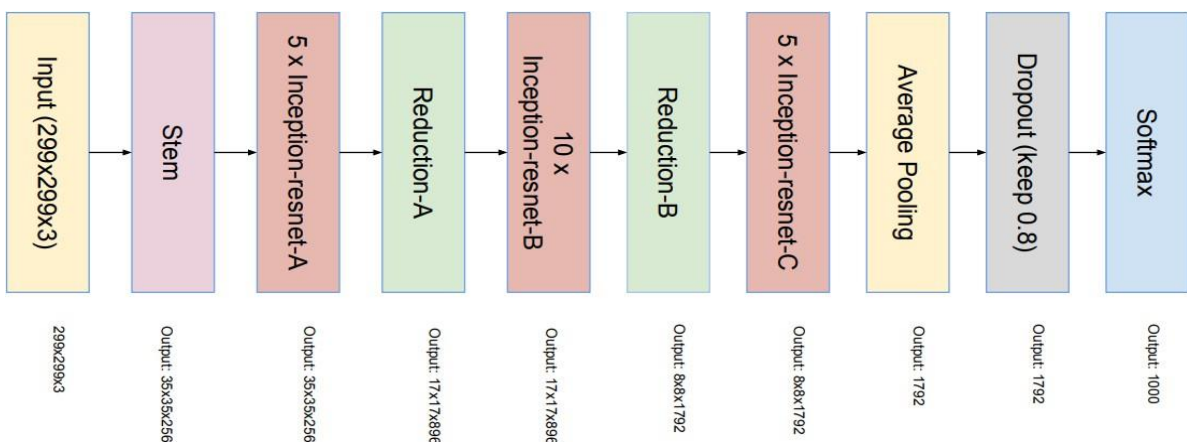 Input (299x299x3)
Stem
5 x Inception-resnet-A
Reduction-A
10 x
Inception-resnet-B
Reduction-B
5 x Inception-resnet-C
Average Pooling
Dropout (keep 0.8)
Softmax
299x299x3
Output: 35x35x256
Output: 35x35x256
Output: 17x17x896
Output: 17x17x896
Output: 8x8x1792
Output: 8x8x1792
Output: 1792
Output: 1792
Output: 1000